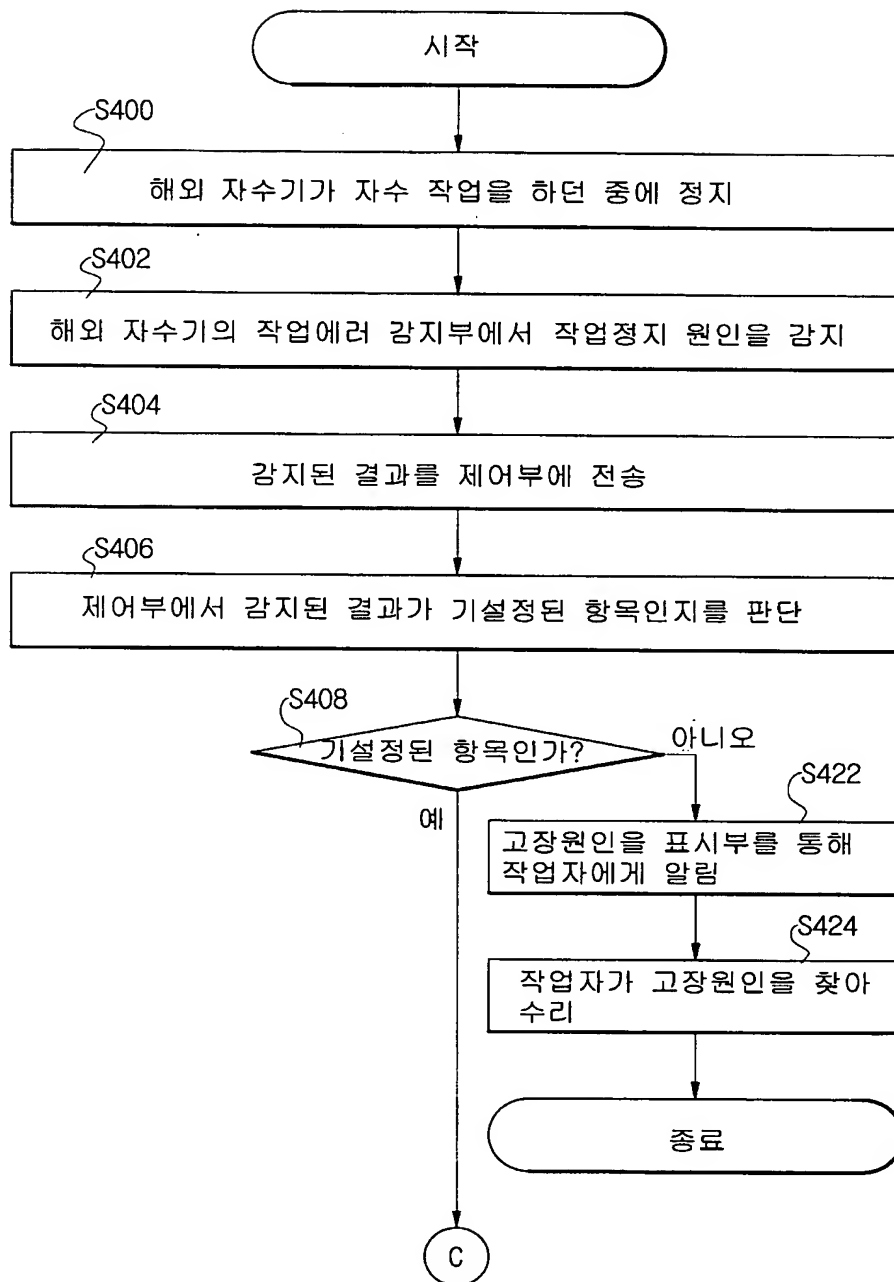 시작
S400
해외 자수기가 자수 작업을 하던 중에 정지
S402
해외 자수기의 작업에러 감지부에서 작업정지 원인을 감지
S404
감지된 결과를 제어부에 전송
S406
제어부에서 감지된 결과가 기설정된 항목인지를 판단
S408
기설정된 항목인가?
아니오
예
S422
고장원인을 표시부를 통해
작업자에게 알림
S424
작업자가 고장원인을 찾아
수리
종료
C